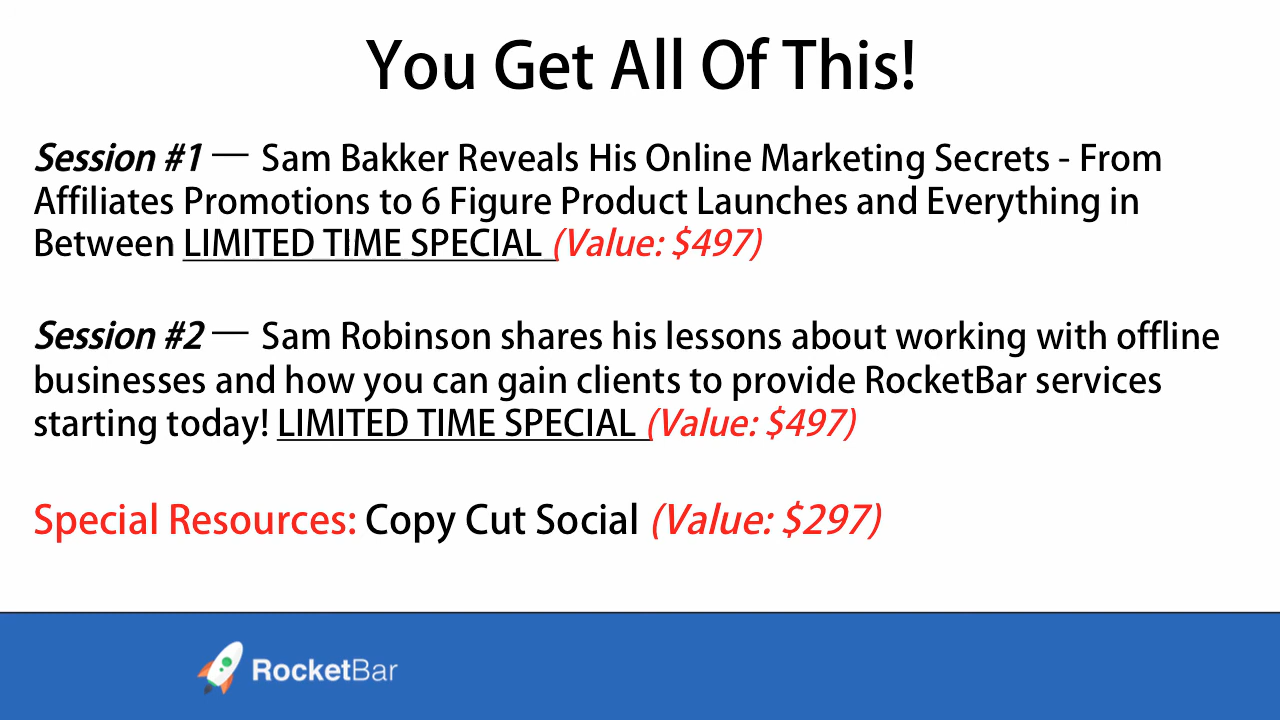 You Get All Of This!
Session #1 — Sam Bakker Reveals His Online Marketing Secrets - From
Affiliates Promotions to 6 Figure Product Launches and Everything in
Between LIMITED TIME SPECIAL (Value: $497)
Session #2 — Sam Robinson shares his lessons about working with offline
businesses and how you can gain clients to provide RocketBar services
starting today! LIMITED TIME SPECIAL (Value: $497)
Special Resources: Copy Cut Social (Value: $297)
RocketBar